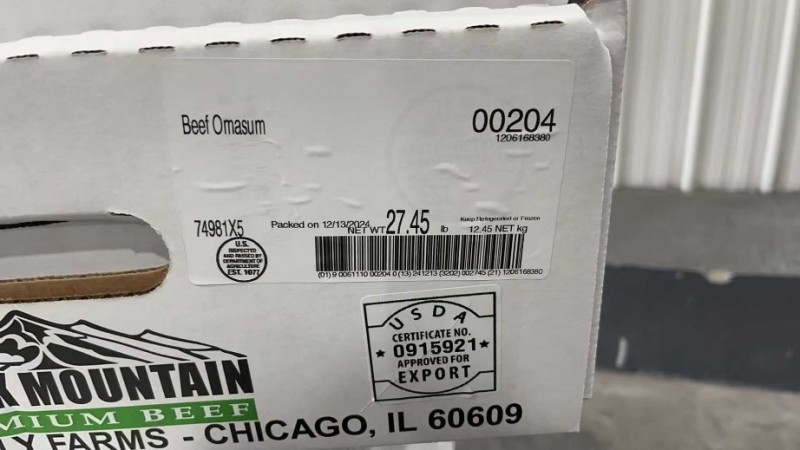 Beef Omasum
00204
1206168380
74981X5
Packed on 12/13/2024
NET WT 27.45 lb
Keep Refrigerated or Frozen
12.45 NET kg
U.S.
INSPECTED
AND PASSED BY
DEPARTMENT OF
AGRICULTURE
EST. 1077
(01) 9 0061110 00204 0 (13) 241213 (3202) 002745 (21) 1206168380
USDA
CERTIFICATE NO.
★ 0915921 ★
APPROVED FOR
EXPORT
K MOUNTAIN
MIUM BEEF
LY FARMS - CHICAGO, IL 60609